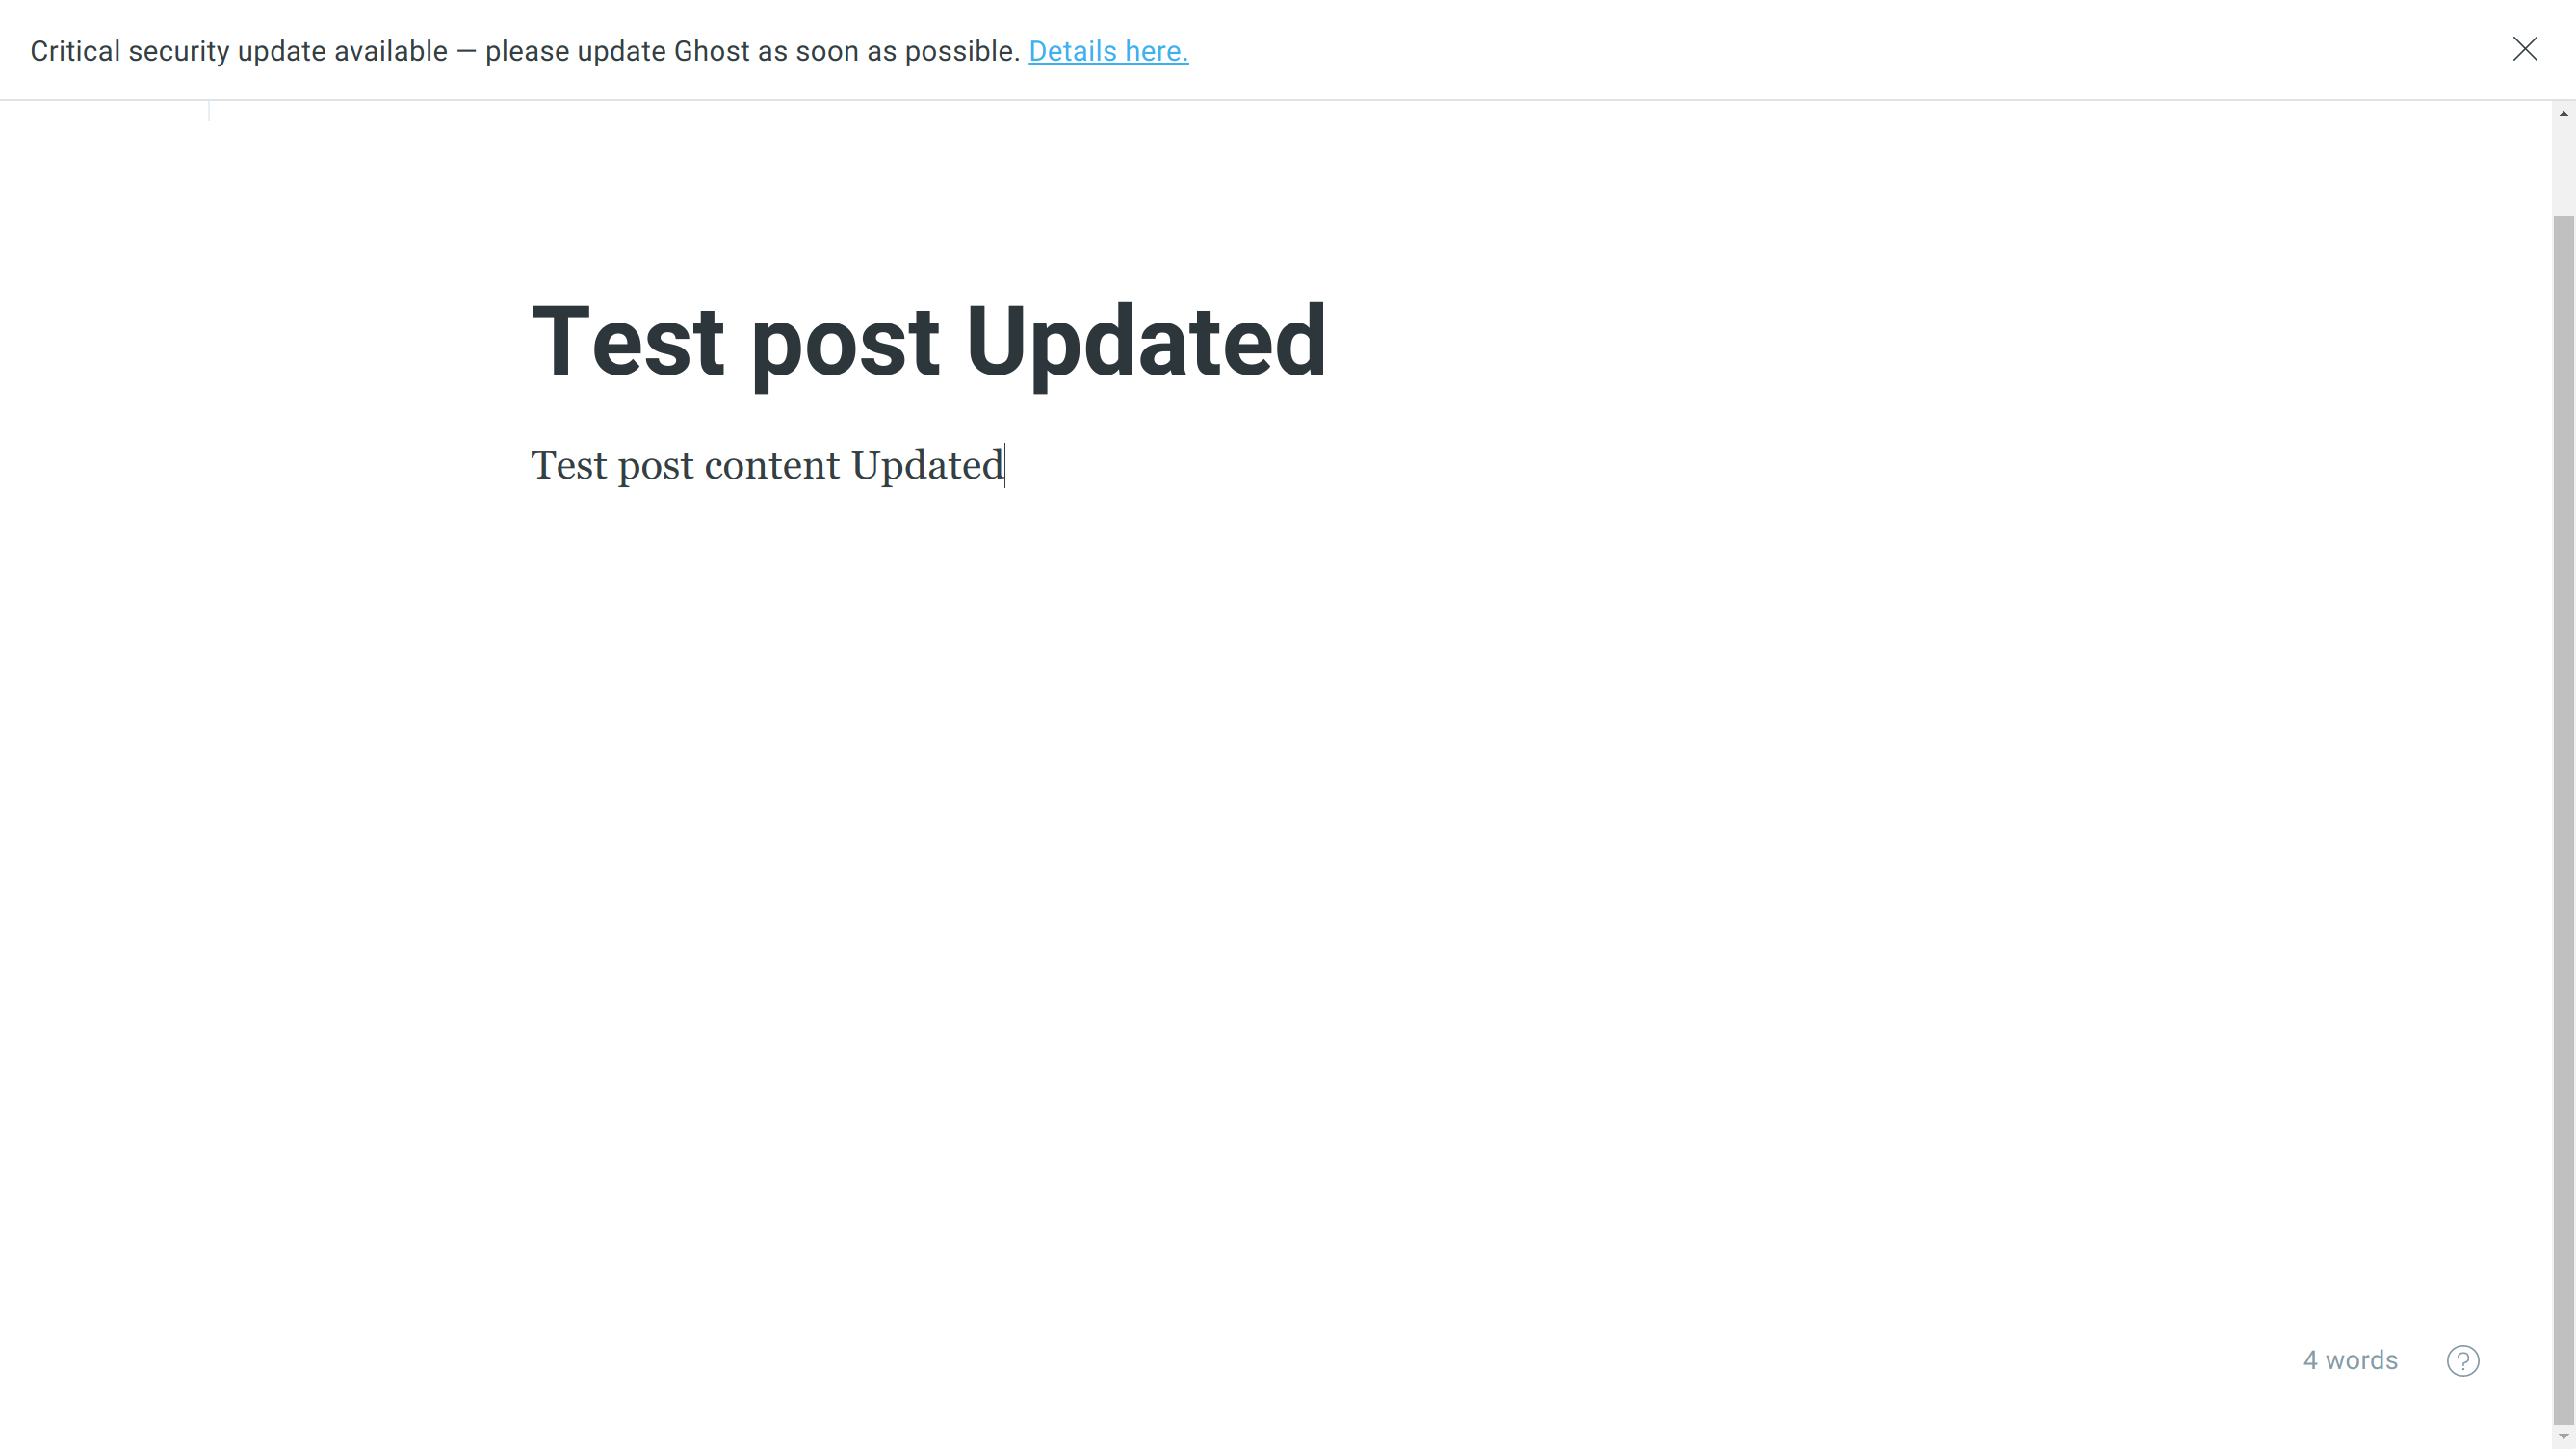 Critical security update available — please update Ghost as soon as possible. Details here.
Test post Updated
Test post content Updated
4 words